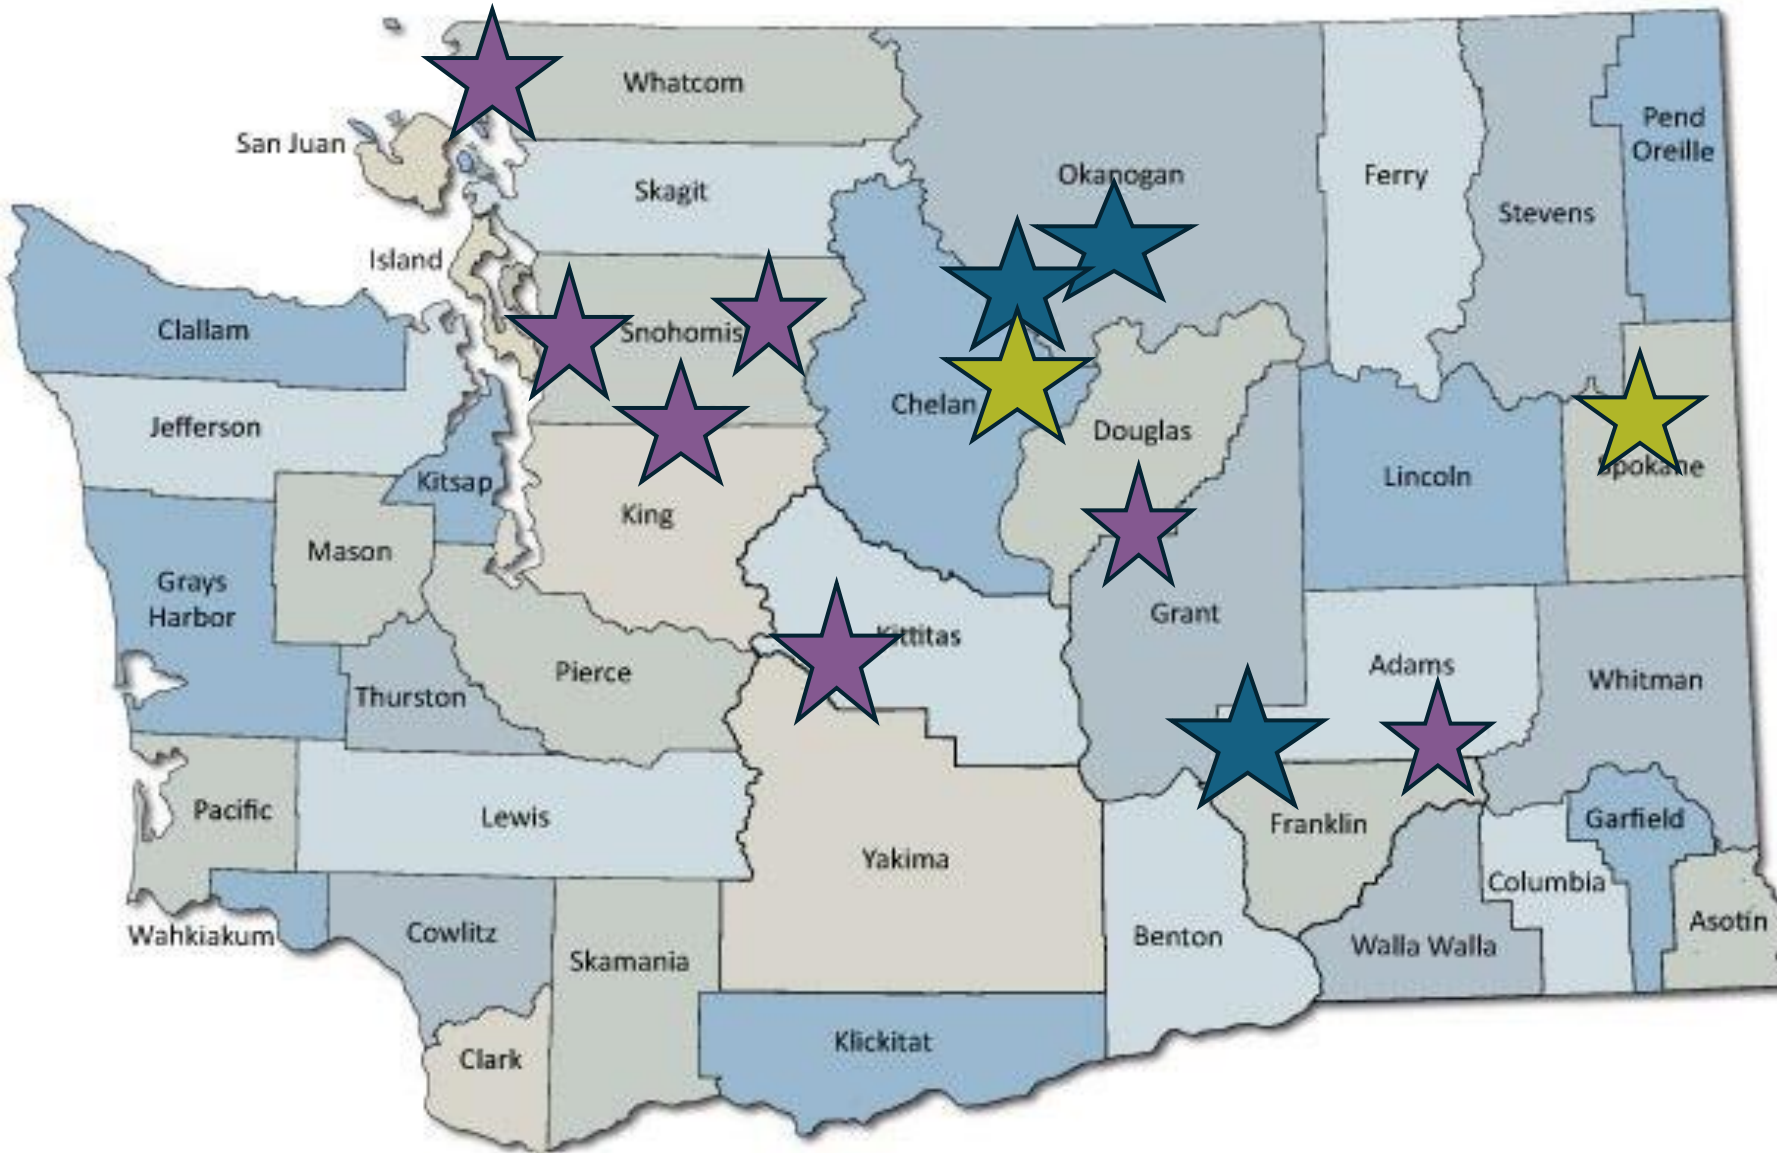 Whatcom
San Juan
Skagit
Okanogan
Ferry
Stevens
Pend
Oreille
Island
Clallam
Snohomis
Chelan
Jefferson
Kitsap
King
Douglas
Lincoln
Spokane
Mason
Grays
Harbor
Kittitas
Grant
Adams
Whitman
Thurston
Pierce
Pacific
Lewis
Yakima
Franklin
Garfield
Columbia
Asotin
Wahkiakum
Cowlitz
Skamania
Benton
Walla Walla
Clark
Klickitat